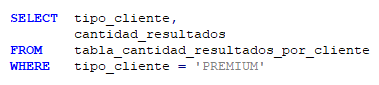 SELECT tipo_cliente,
cantidad_resultados
FROM tabla_cantidad_resultados_por_cliente
WHERE tipo_cliente = 'PREMIUM'